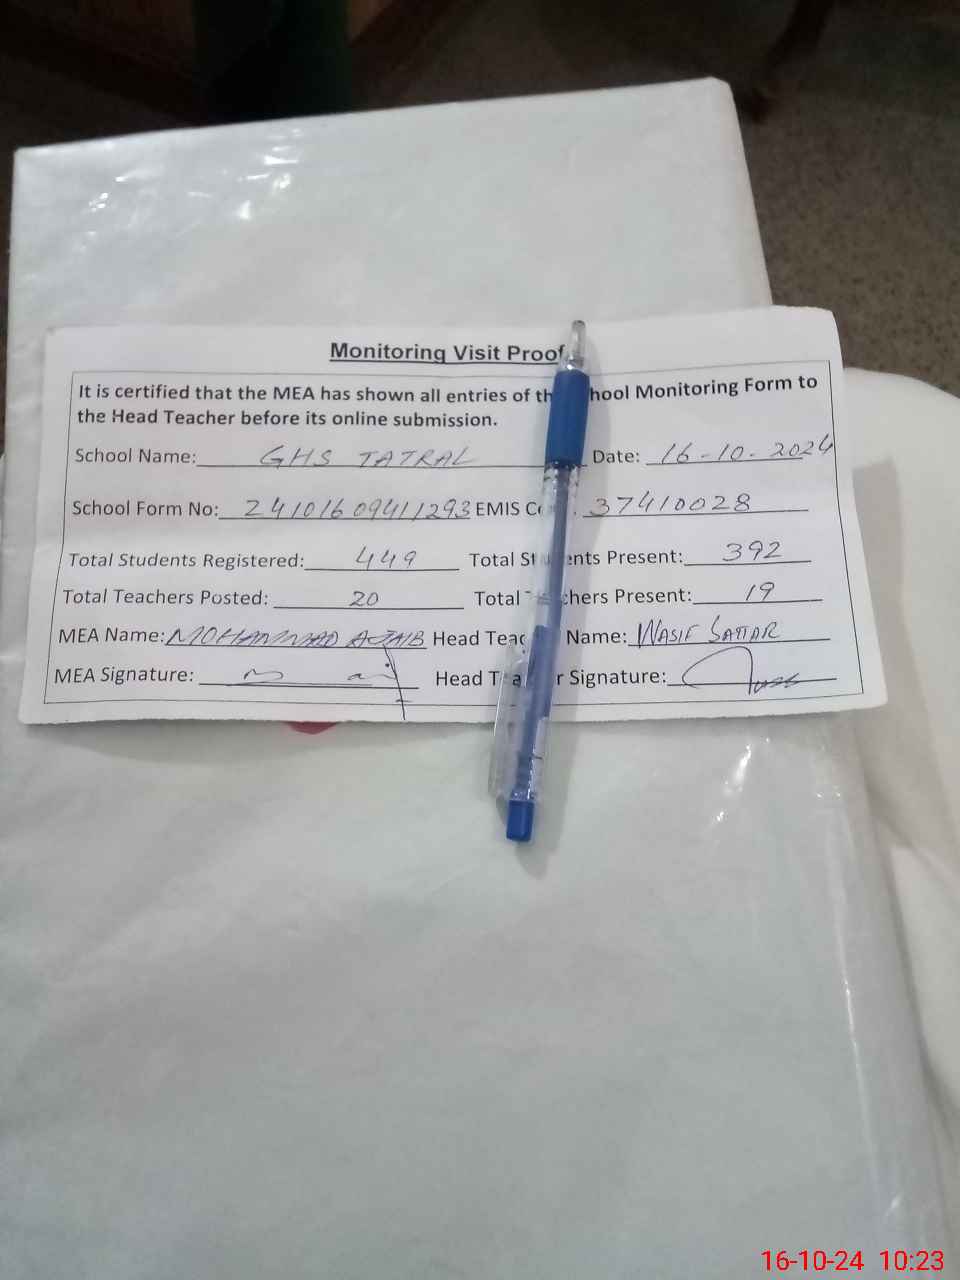 Monitoring Visit Proof
It is certified that the MEA has shown all entries of the School Monitoring Form to
the Head Teacher before its online submission.
School Name: GHS TATRAL Date: 16-10-2024
School Form No: 24101609411293 EMIS Co . 37410028
Total Students Registered: 449 Total Students Present: 392
Total Teachers Posted: 20 Total Teachers Present: 19
MEA Name: MOHAMMAD AJAIB Head Teac Name: WASIF SATTAR
MEA Signature: Head Tea r Signature:
16-10-24 10:23